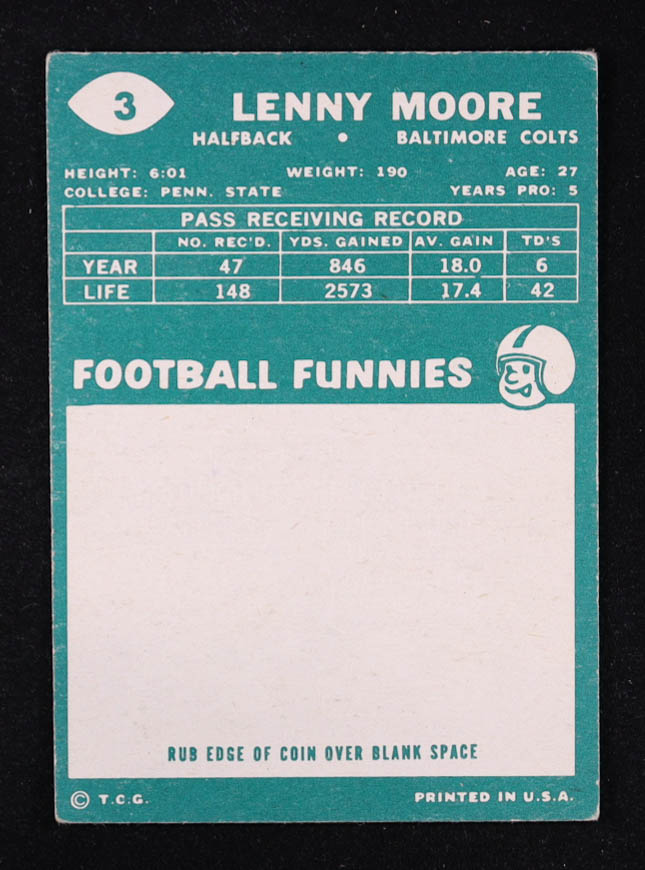 3
LENNY MOORE
HALFBACK • BALTIMORE COLTS
HEIGHT: 6:01 WEIGHT: 190 AGE: 27
COLLEGE: PENN. STATE YEARS PRO: 5
PASS RECEIVING RECORD
NO. REC'D. YDS. GAINED AV. GAIN TD'S
YEAR 47 846 18.0 6
LIFE 148 2573 17.4 42
FOOTBALL FUNNIES
RUB EDGE OF COIN OVER BLANK SPACE
© T.C.G. PRINTED IN U.S.A.